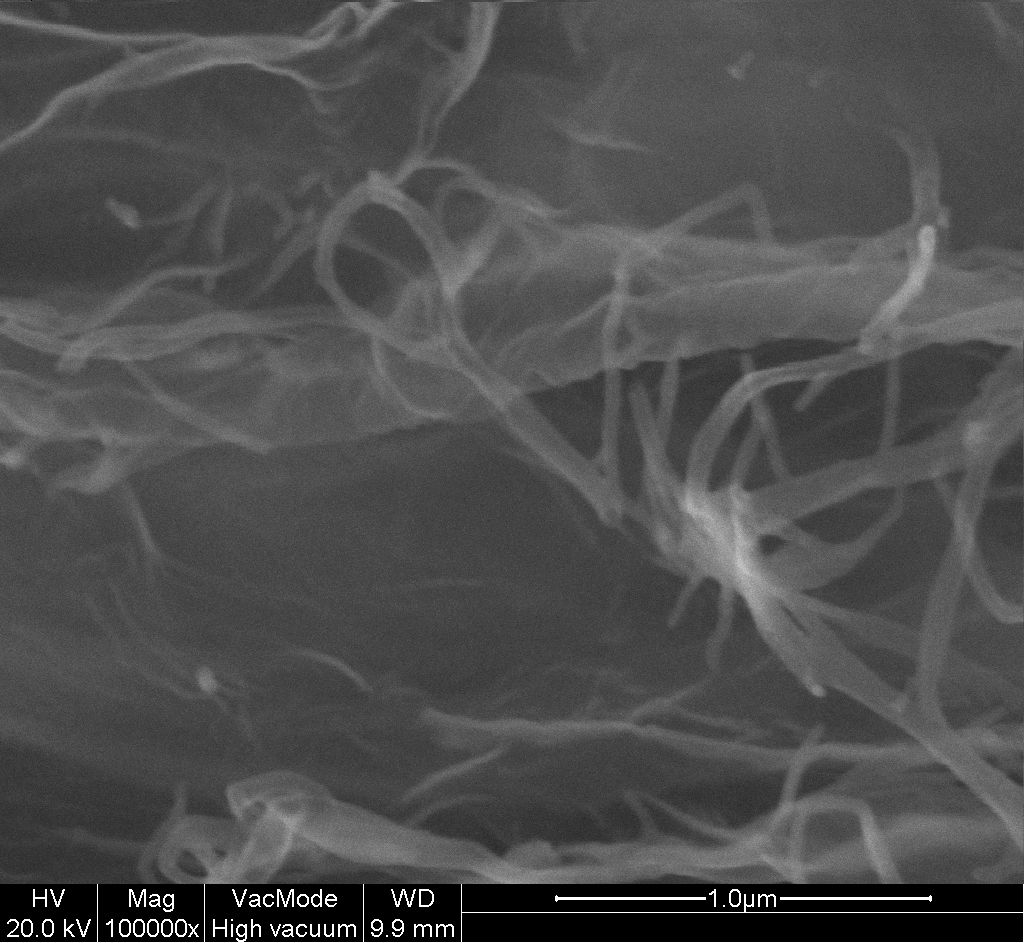 HV Mag VacMode WD
20.0 kV 100000x High vacuum 9.9 mm
1.0µm